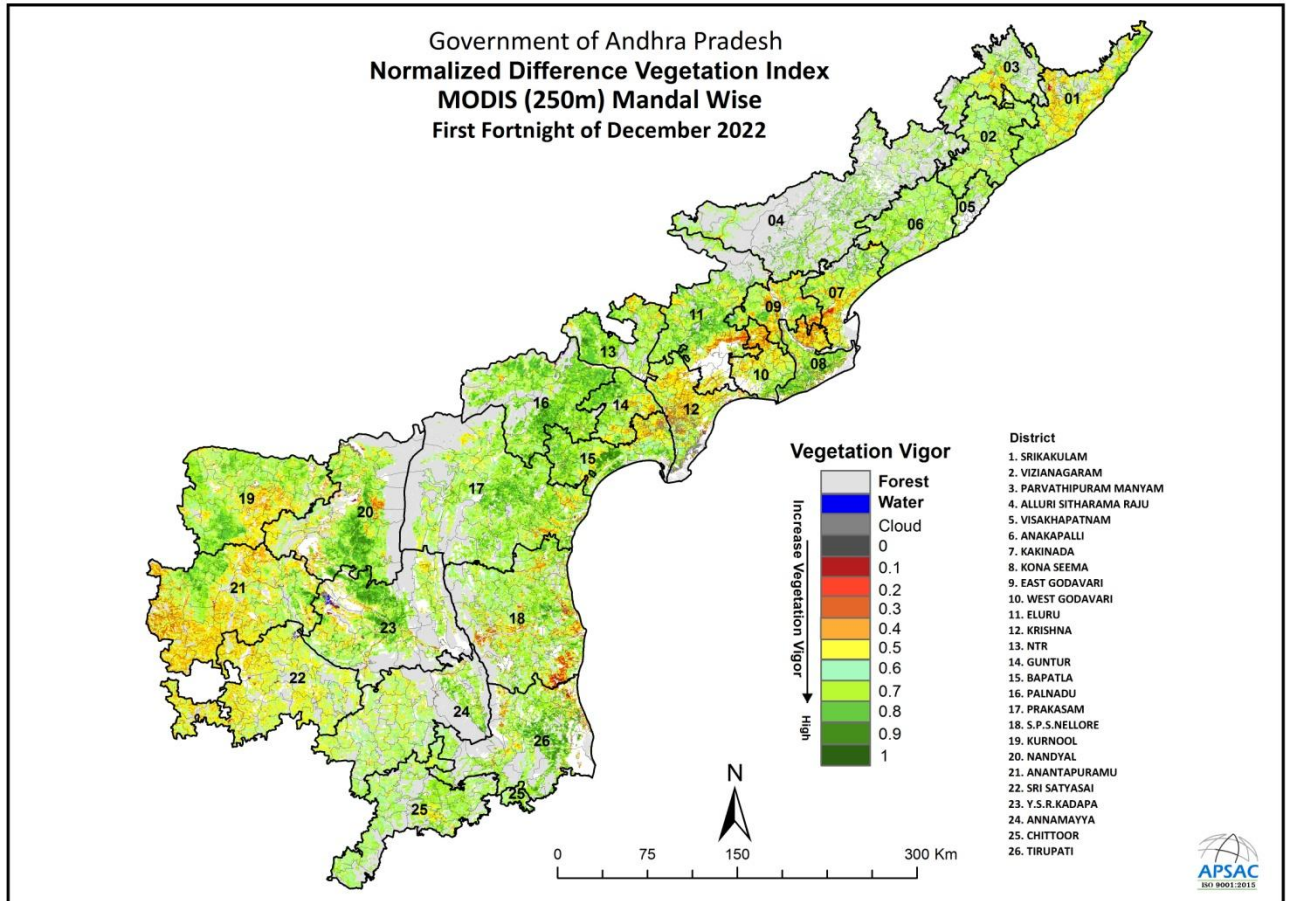 Government of Andhra Pradesh
Normalized Difference Vegetation Index
MODIS (250m) Mandal Wise
First Fortnight of December 2022
03
01
02
05
04
06
07
09
11
13
08
10
16
14
12
15
17
19
20
21
18
23
22
24
26
25
25
Vegetation Vigor
Increase Vegetation Vigor
High
Forest
Water
Cloud
0
0.1
0.2
0.3
0.4
0.5
0.6
0.7
0.8
0.9
1
District
1. SRIKAKULAM
2. VIZIANAGARAM
3. PARVATHIPURAM MANYAM
4. ALLURI SITHARAMA RAJU
5. VISAKHAPATNAM
6. ANAKAPALLI
7. KAKINADA
8. KONA SEEMA
9. EAST GODAVARI
10. WEST GODAVARI
11. ELURU
12. KRISHNA
13. NTR
14. GUNTUR
15. BAPATLA
16. PALNADU
17. PRAKASAM
18. S.P.S.NELLORE
19. KURNOOL
20. NANDYAL
21. ANANTAPURAMU
22. SRI SATYASAI
23. Y.S.R.KADAPA
24. ANNAMAYYA
25. CHITTOOR
26. TIRUPATI
N
0 75 150 300 Km
APSAC
ISO 9001:2015